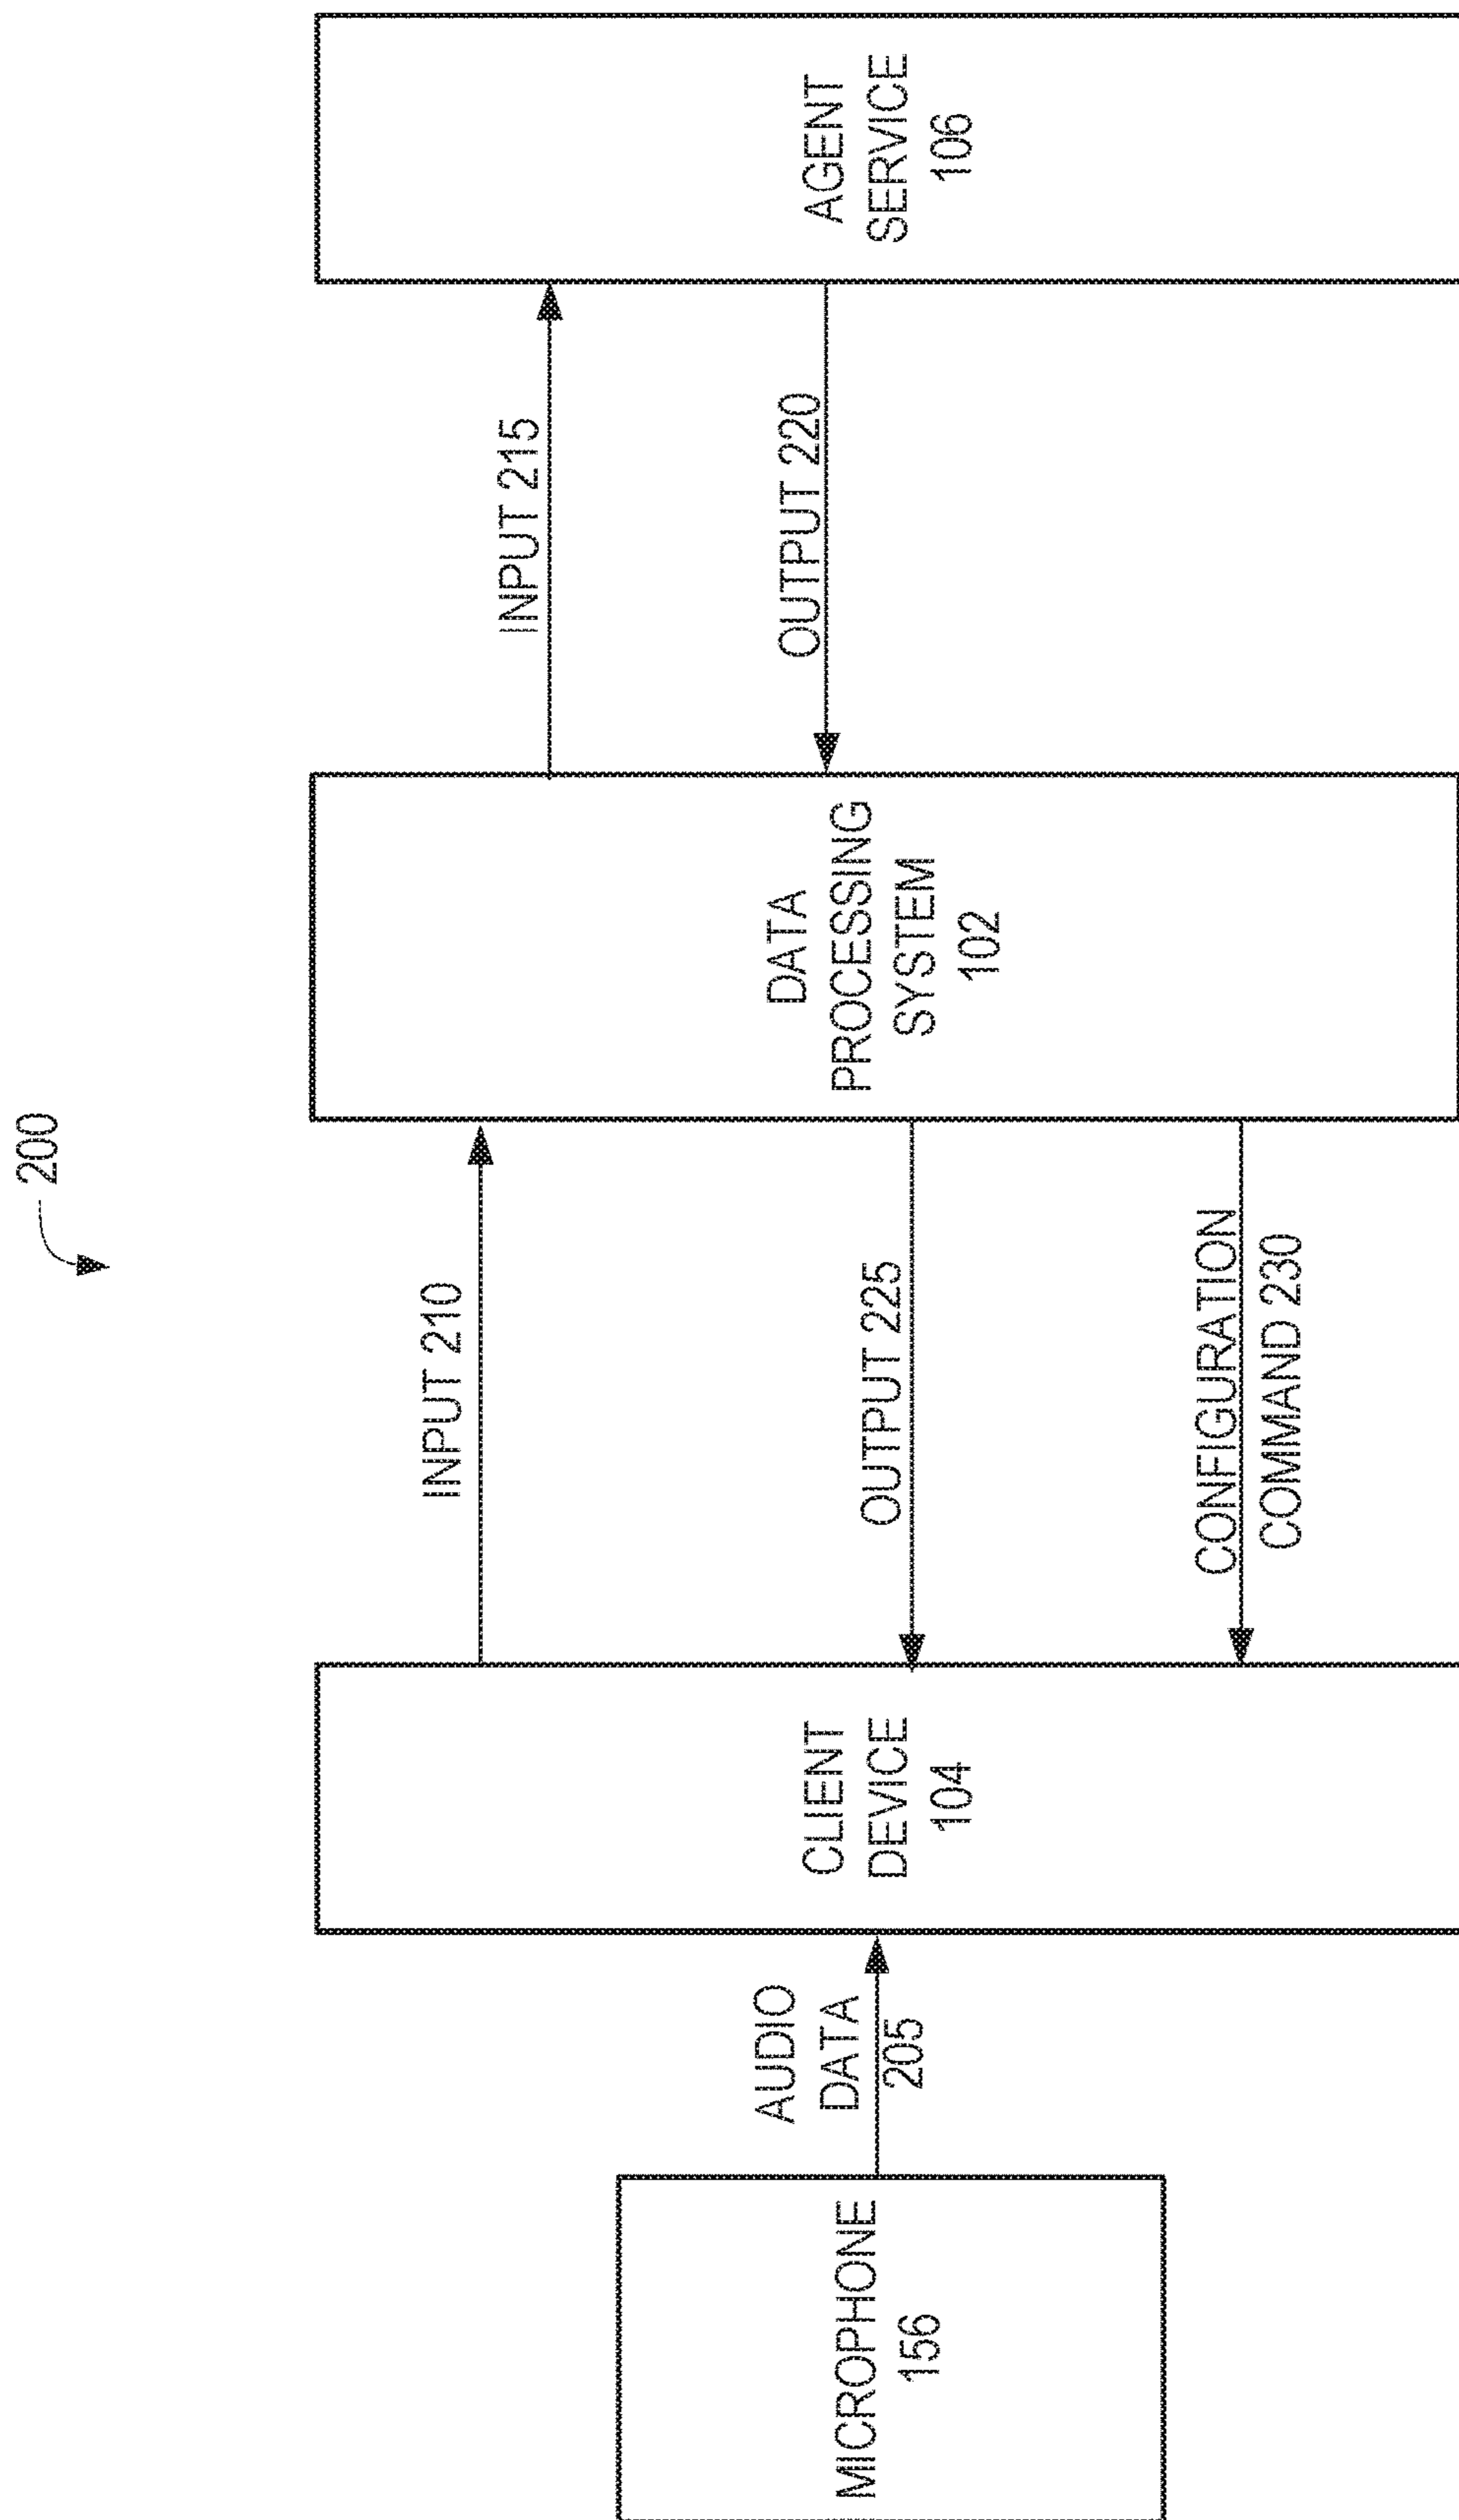 200
MICROPHONE
156
AUDIO
DATA
205
CLIENT
DEVICE
104
INPUT 210
OUTPUT 225
CONFIGURATION
COMMAND 230
DATA
PROCESSING
SYSTEM
102
INPUT 215
OUTPUT 220
AGENT
SERVICE
106